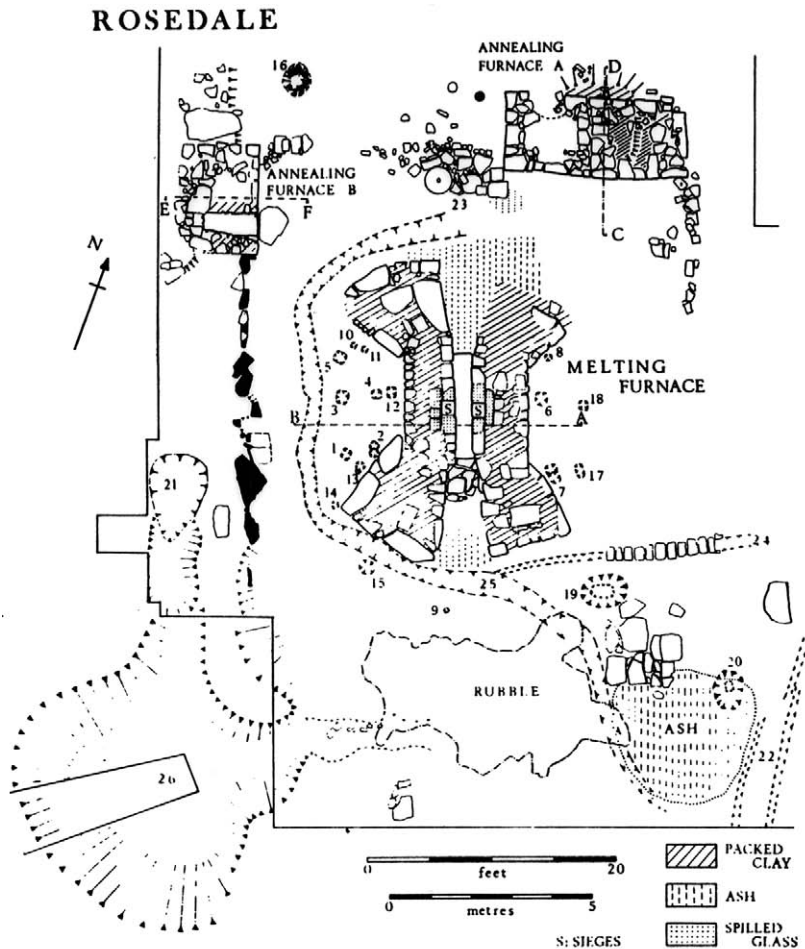 ROSEDALE
16
ANNEALING
FURNACE A
D
ANNEALING
FURNACE B
E
F
23
C
N
10
11
5
8
MELTING
FURNACE
4
3
12
S
S
6
18
B
A
1
2
13
7
17
21
14
15
25
24
9
19
20
RUBBLE
ASH
22
26
0
20
feet
0
5
metres
S: SIEGES
PACKED
CLAY
ASH
SPILLED
GLASS